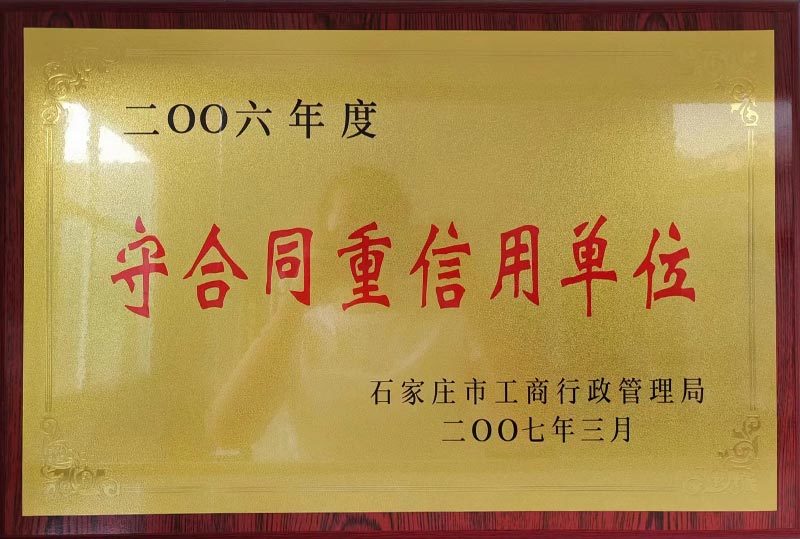 二OO六年度
守合同重信用单位
石家庄市工商行政管理局
二OO七年三月